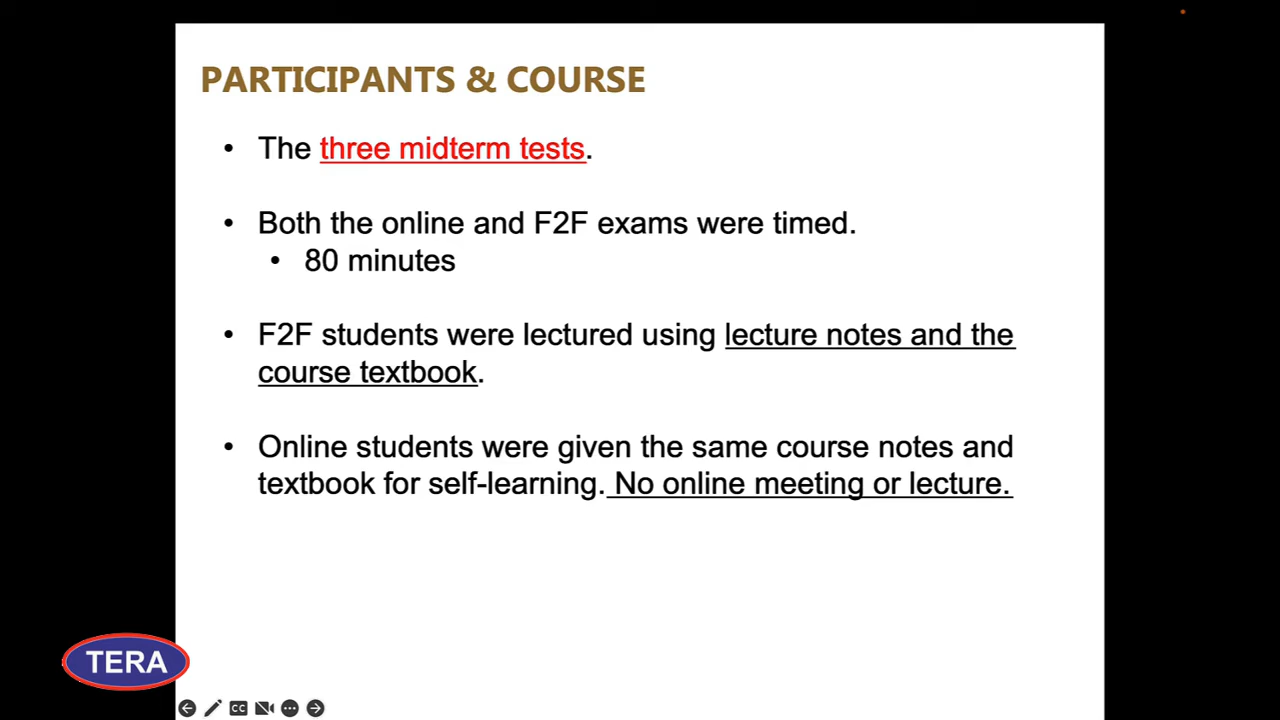 PARTICIPANTS & COURSE
• The three midterm tests.
• Both the online and F2F exams were timed.
• 80 minutes
• F2F students were lectured using lecture notes and the
course textbook.
• Online students were given the same course notes and
textbook for self-learning. No online meeting or lecture.
TERA
CC